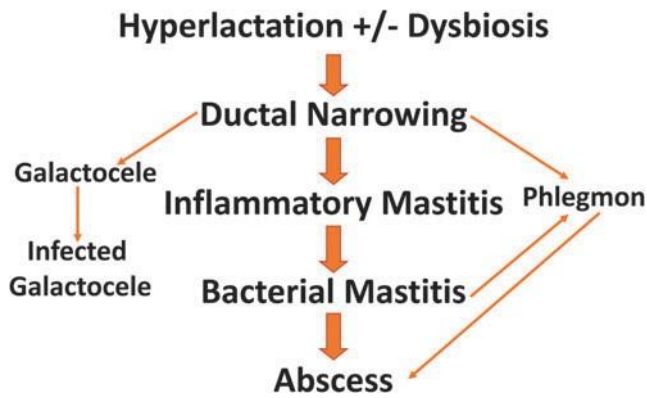 Hyperlactation +/- Dysbiosis
Ductal Narrowing
Galactocele
Inflammatory Mastitis
Phlegmon
Infected
Galactocele
Bacterial Mastitis
Abscess